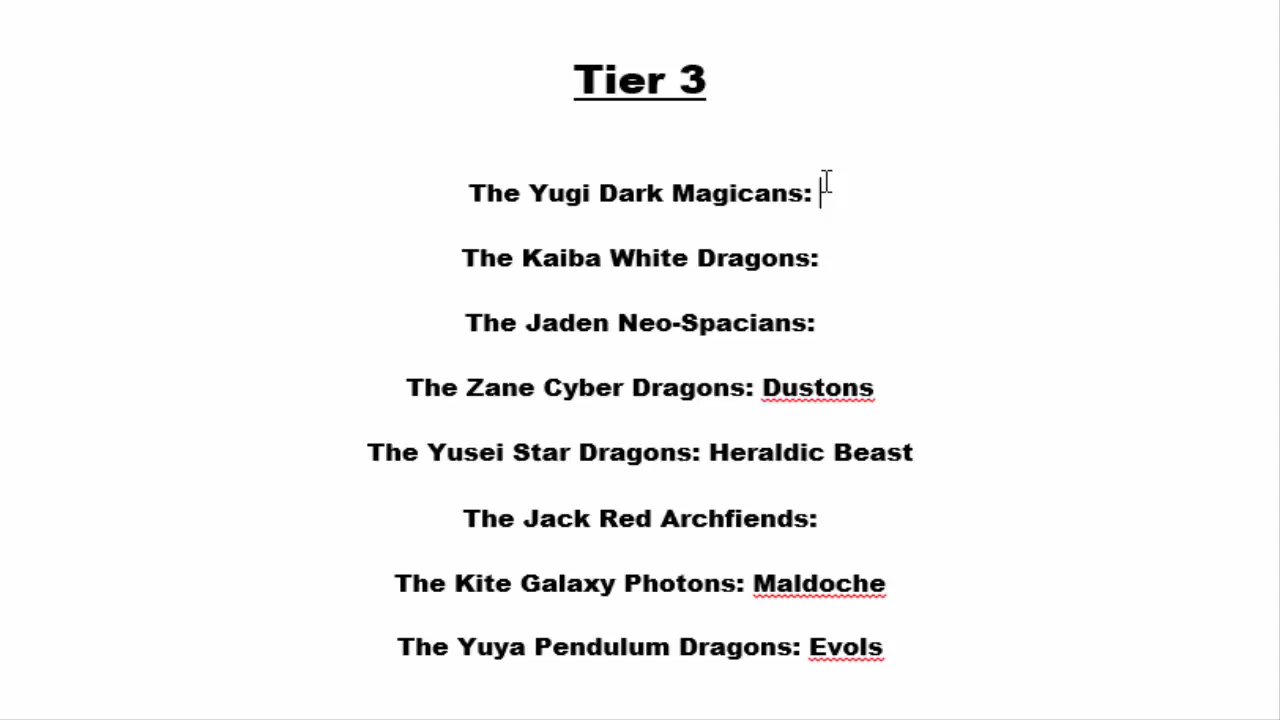 Tier 3
The Yugi Dark Magicans:
The Kaiba White Dragons:
The Jaden Neo-Spacians:
The Zane Cyber Dragons: Dustons
The Yusei Star Dragons: Heraldic Beast
The Jack Red Archfiends:
The Kite Galaxy Photons: Maldoche
The Yuya Pendulum Dragons: Evols